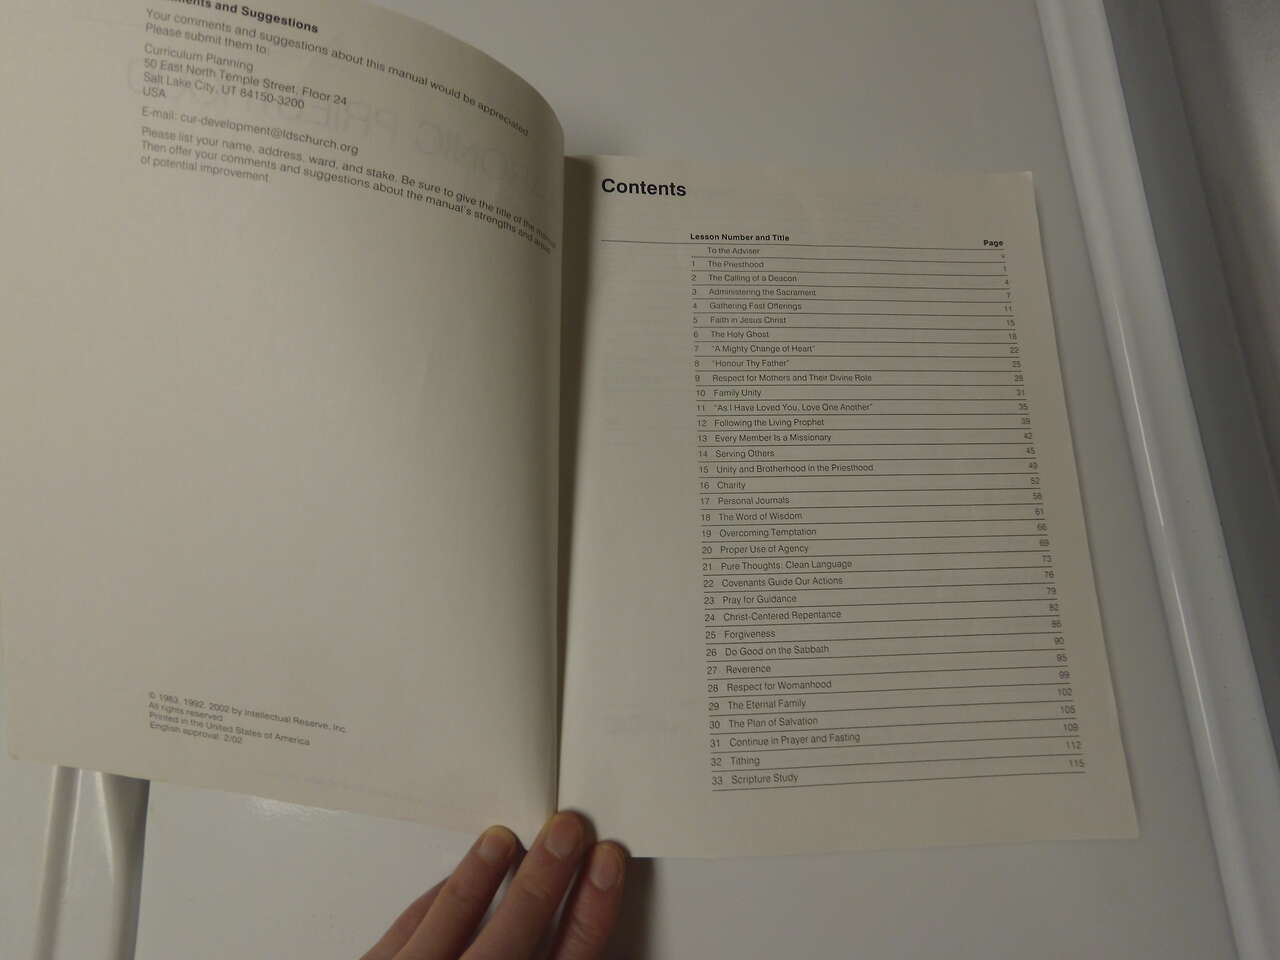 ments and Suggestions
Your comments and suggestions about this manual would be appreciated.
Please submit them to:
Curriculum Planning
50 East North Temple Street, Floor 24
Salt Lake City, UT 84150-3200
USA
E-mail: cur-development@ldschurch.org
Please list your name, address, ward, and stake. Be sure to give the title of the manual.
Then offer your comments and suggestions about the manual's strengths and areas
of potential improvement.
© 1983, 1992, 2002 by Intellectual Reserve, Inc.
All rights reserved
Printed in the United States of America
English approval: 2/02
Contents
Lesson Number and Title Page
To the Adviser v
1 The Priesthood 1
2 The Calling of a Deacon 4
3 Administering the Sacrament 7
4 Gathering Fast Offerings 11
5 Faith in Jesus Christ 15
6 The Holy Ghost 18
7 "A Mighty Change of Heart" 22
8 "Honour Thy Father" 25
9 Respect for Mothers and Their Divine Role 28
10 Family Unity 31
11 "As I Have Loved You, Love One Another" 35
12 Following the Living Prophet 39
13 Every Member Is a Missionary 42
14 Serving Others 45
15 Unity and Brotherhood in the Priesthood 49
16 Charity 52
17 Personal Journals 58
18 The Word of Wisdom 61
19 Overcoming Temptation 66
20 Proper Use of Agency 69
21 Pure Thoughts: Clean Language 73
22 Covenants Guide Our Actions 76
23 Pray for Guidance 79
24 Christ-Centered Repentance 82
25 Forgiveness 86
26 Do Good on the Sabbath 90
27 Reverence 95
28 Respect for Womanhood 99
29 The Eternal Family 102
30 The Plan of Salvation 105
31 Continue in Prayer and Fasting 109
32 Tithing 112
33 Scripture Study 115